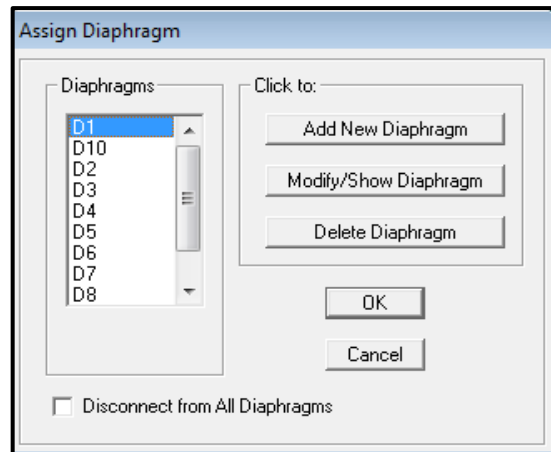 Assign Diaphragm
Diaphragms
D1
D10
D2
D3
D4
D5
D6
D7
D8
Click to:
Add New Diaphragm
Modify/Show Diaphragm
Delete Diaphragm
OK
Cancel
Disconnect from All Diaphragms